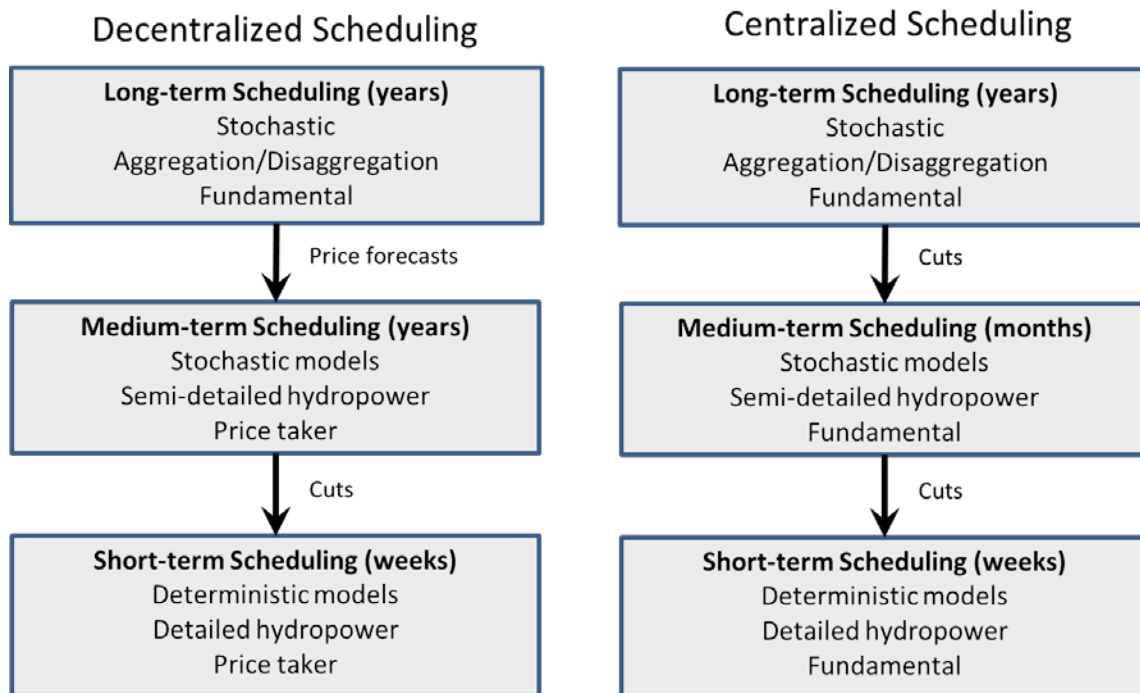 Decentralized Scheduling
Long-term Scheduling (years)
Stochastic
Aggregation/Disaggregation
Fundamental
Price forecasts
Medium-term Scheduling (years)
Stochastic models
Semi-detailed hydropower
Price taker
Cuts
Short-term Scheduling (weeks)
Deterministic models
Detailed hydropower
Price taker
Centralized Scheduling
Long-term Scheduling (years)
Stochastic
Aggregation/Disaggregation
Fundamental
Cuts
Medium-term Scheduling (months)
Stochastic models
Semi-detailed hydropower
Fundamental
Cuts
Short-term Scheduling (weeks)
Deterministic models
Detailed hydropower
Fundamental